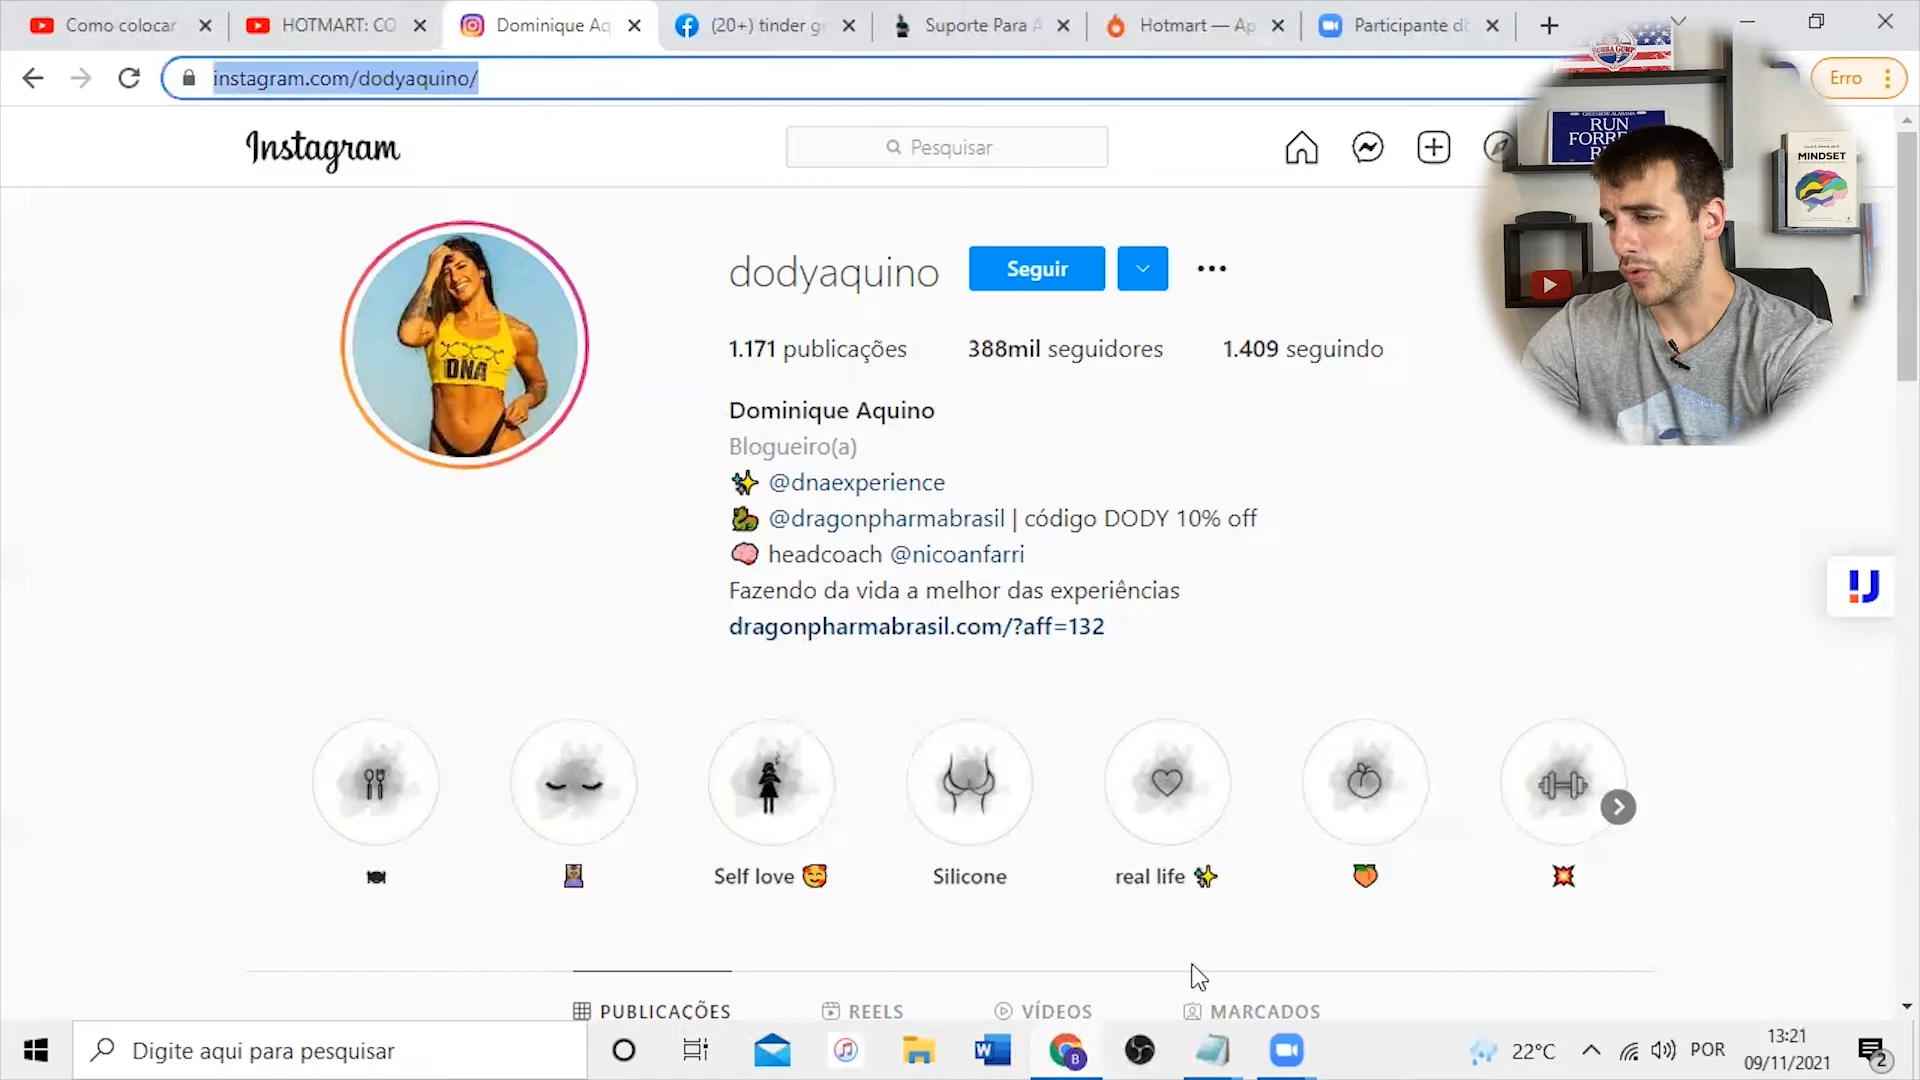 Como colocar
HOTMART: CO
Dominique Aq
(20+) tinder g
Suporte Para A
Hotmart — Ap
Participante d
instagram.com/dodyaquino/
Erro
Instagram
Pesquisar
BUBBA GUMP
RUN
MINDSET
dodyaquino
Seguir
1.171 publicações
388mil seguidores
1.409 seguindo
Dominique Aquino
Blogueiro(a)
✨ @dnaexperience
🐉 @dragonpharmabrasil | código DODY 10% off
🧠 headcoach @nicoanfarri
Fazendo da vida a melhor das experiências
dragonpharmabrasil.com/?aff=132
DNA
Self love 🥰
Silicone
real life ✨
PUBLICAÇÕES
REELS
VÍDEOS
MARCADOS
Digite aqui para pesquisar
22°C
POR
13:21
09/11/2021
2